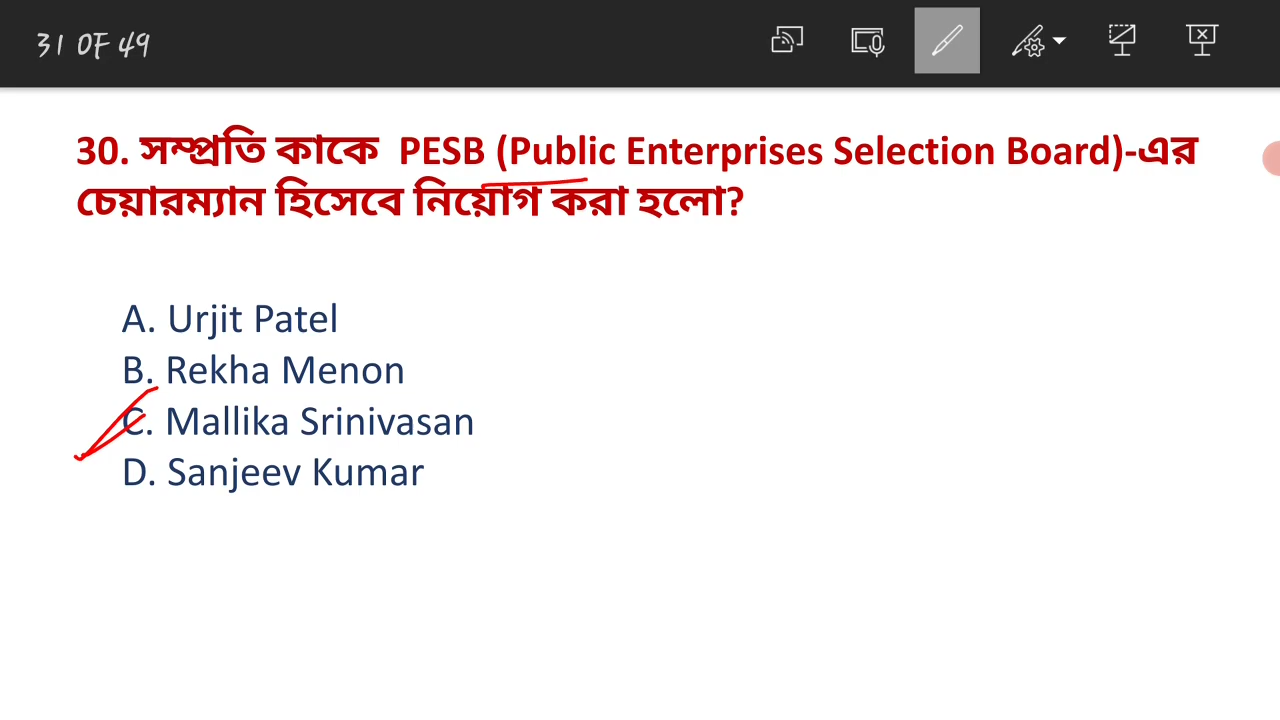 31 OF 49
30. সম্প্রতি কাকে PESB (Public Enterprises Selection Board)-এর
চেয়ারম্যান হিসেবে নিয়োগ করা হলো?
A. Urjit Patel
B. Rekha Menon
C. Mallika Srinivasan
D. Sanjeev Kumar